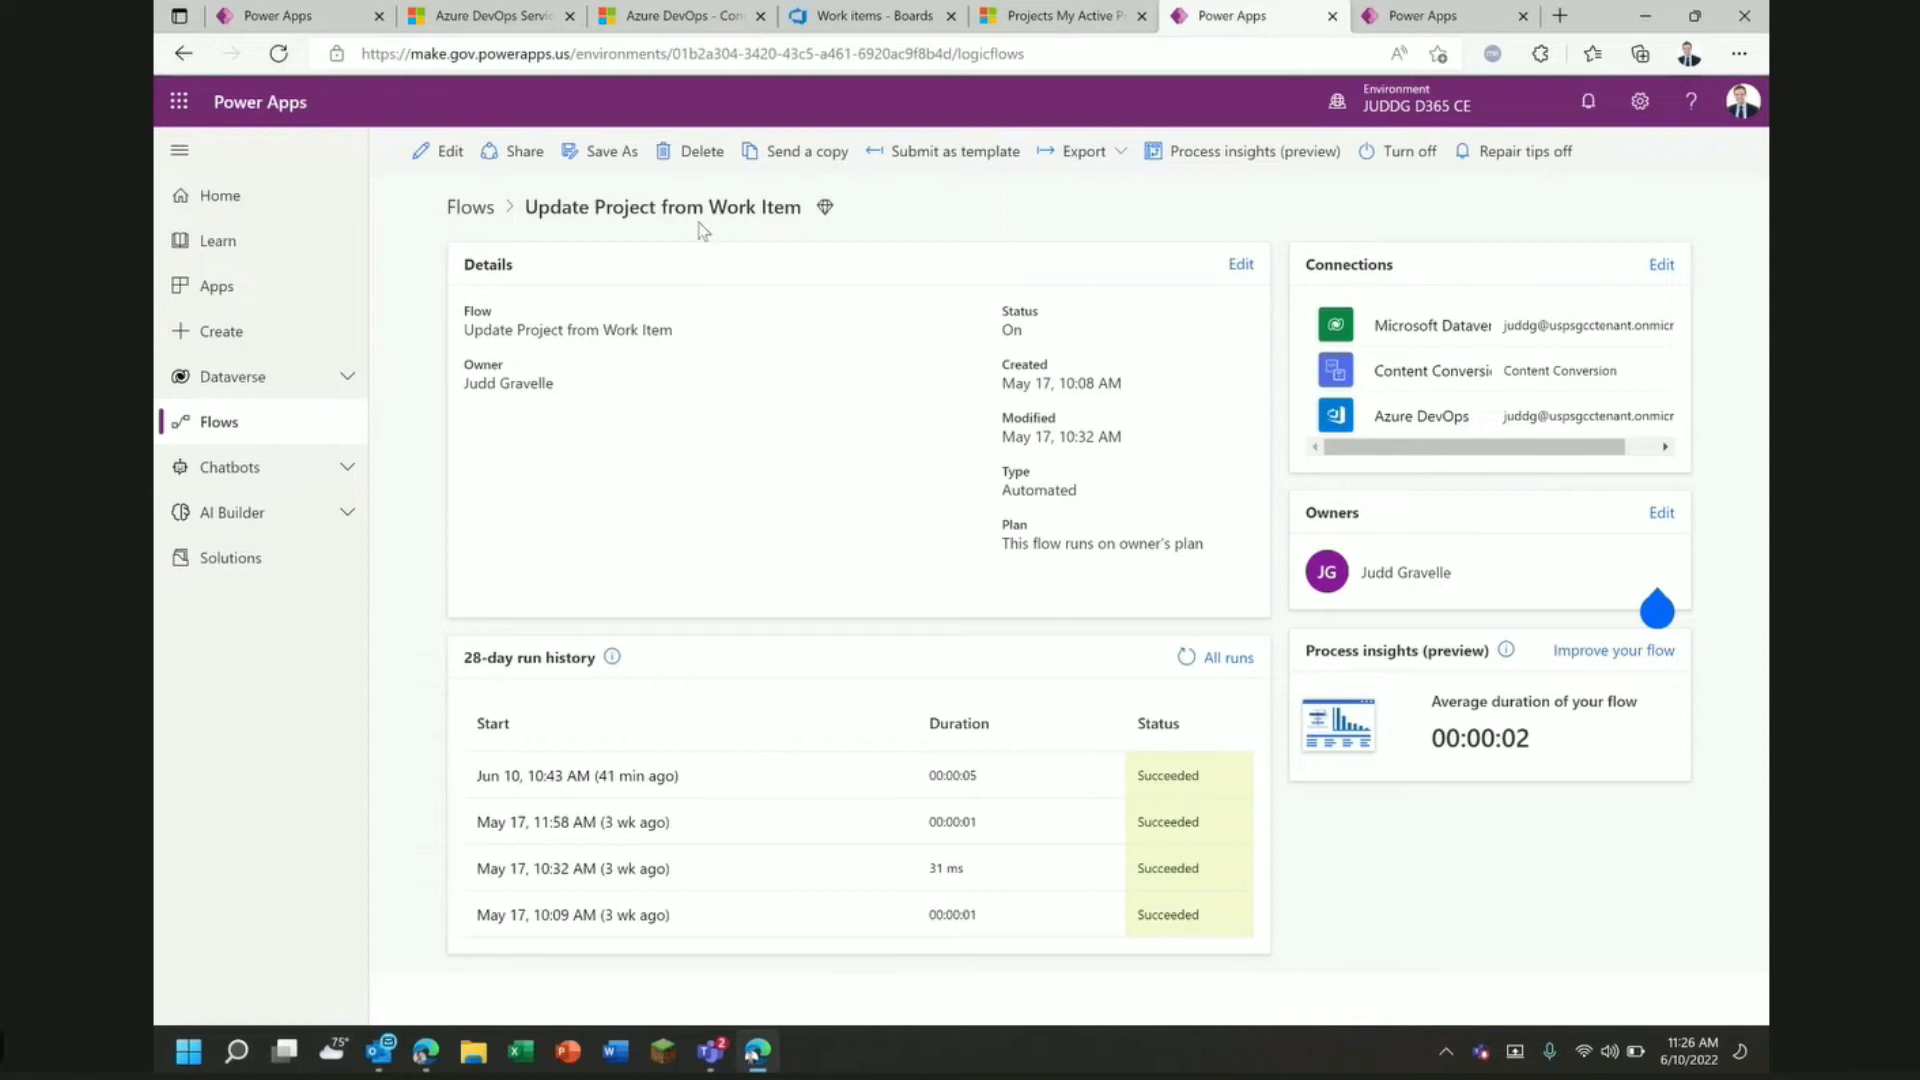 Power Apps
Azure DevOps Servic
Azure DevOps - Con
Work items - Boards
Projects My Active P
Power Apps
Power Apps
https://make.gov.powerapps.us/environments/01b2a304-3420-43c5-a461-6920ac9f8b4d/logicflows
Power Apps
Environment
JUDDG D365 CE
Edit
Share
Save As
Delete
Send a copy
Submit as template
Export
Process insights (preview)
Turn off
Repair tips off
Home
Learn
Apps
Create
Dataverse
Flows
Chatbots
AI Builder
Solutions
Flows > Update Project from Work Item
Details
Edit
Flow
Update Project from Work Item
Owner
Judd Gravelle
Status
On
Created
May 17, 10:08 AM
Modified
May 17, 10:32 AM
Type
Automated
Plan
This flow runs on owner's plan
Connections
Edit
Microsoft Dataver juddg@uspsgcctenant.onmicr
Content Conversi Content Conversion
Azure DevOps juddg@uspsgcctenant.onmicr
Owners
Edit
JG
Judd Gravelle
Process insights (preview)
Improve your flow
Average duration of your flow
00:00:02
28-day run history
All runs
Start Duration Status
Jun 10, 10:43 AM (41 min ago) 00:00:05 Succeeded
May 17, 11:58 AM (3 wk ago) 00:00:01 Succeeded
May 17, 10:32 AM (3 wk ago) 31 ms Succeeded
May 17, 10:09 AM (3 wk ago) 00:00:01 Succeeded
75°
2
11:26 AM
6/10/2022